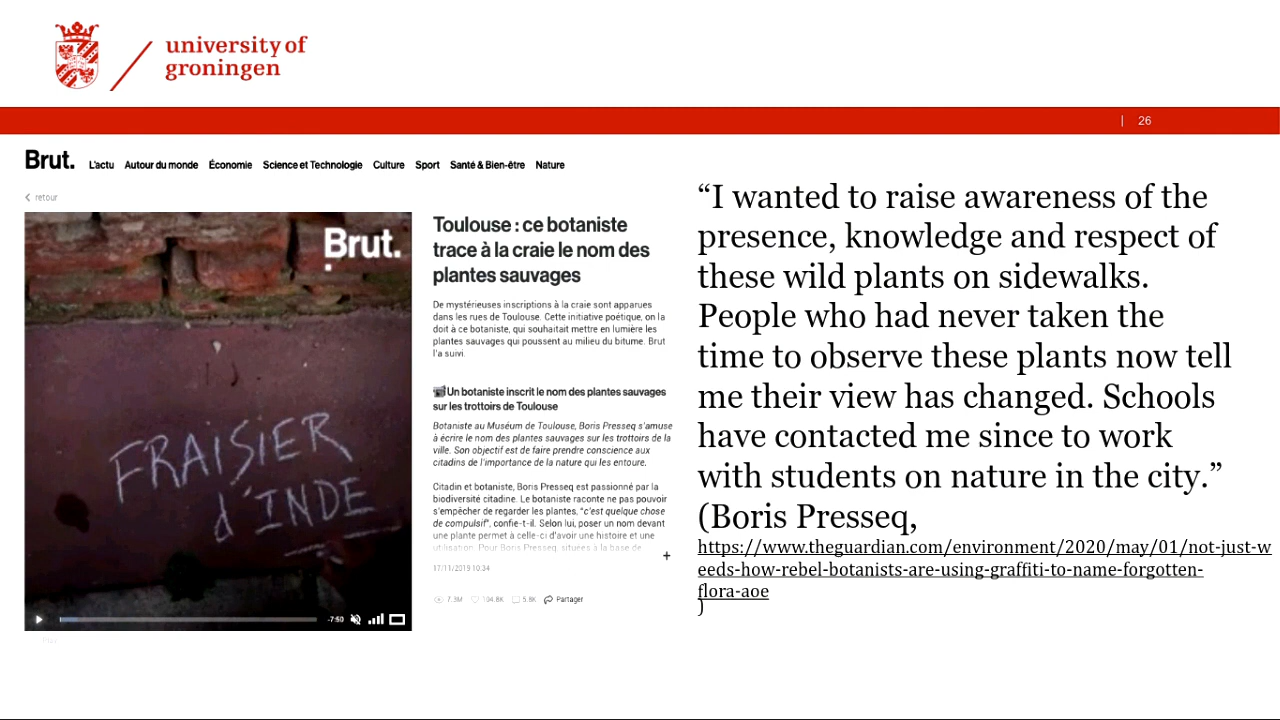 university of
groningen
| 26
Brut. L'actu Autour du monde Économie Science et Technologie Culture Sport Santé & Bien-être Nature
retour
Brut.
FRAISIER
d'INDE
-7:50
Toulouse : ce botaniste
trace à la craie le nom des
plantes sauvages
De mystérieuses inscriptions à la craie sont apparues
dans les rues de Toulouse. Cette initiative poétique, on la
doit à ce botaniste, qui souhaitait mettre en lumière les
plantes sauvages qui poussent au milieu du bitume. Brut
l'a suivi.
Un botaniste inscrit le nom des plantes sauvages
sur les trottoirs de Toulouse
Botaniste au Muséum de Toulouse, Boris Presseq s'amuse
à écrire le nom des plantes sauvages sur les trottoirs de la
ville. Son objectif est de faire prendre conscience aux
citadins de l'importance de la nature qui les entoure.
Citadin et botaniste, Boris Presseq est passionné par la
biodiversité citadine. Le botaniste raconte ne pas pouvoir
s'empêcher de regarder les plantes, "c'est quelque chose
de compulsif", confie-t-il. Selon lui, poser un nom devant
une plante permet à celle-ci d'avoir une histoire et une
utilisation. Pour Boris Presseq, situées à la base de
+
17/11/2019 10:34
7.3M 104.8K 5.8K Partager
“I wanted to raise awareness of the
presence, knowledge and respect of
these wild plants on sidewalks.
People who had never taken the
time to observe these plants now tell
me their view has changed. Schools
have contacted me since to work
with students on nature in the city.”
(Boris Presseq,
https://www.theguardian.com/environment/2020/may/01/not-just-w
eeds-how-rebel-botanists-are-using-graffiti-to-name-forgotten-
flora-aoe
)